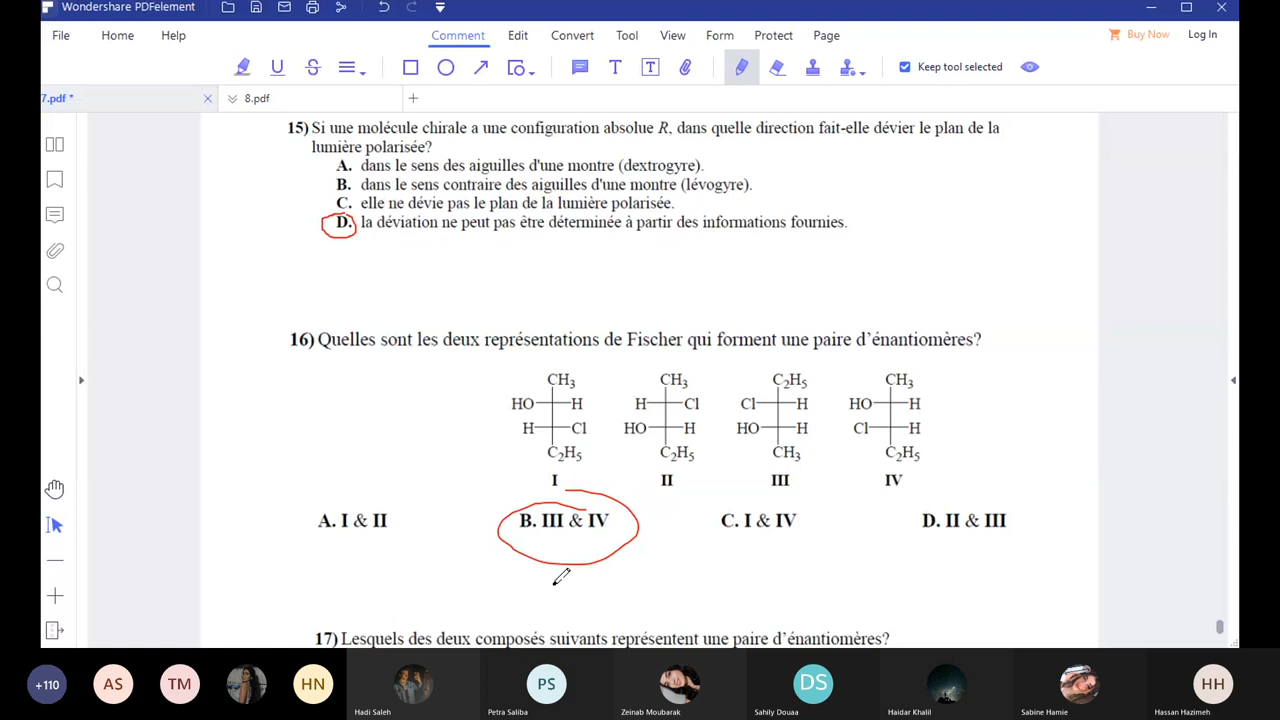 Wondershare PDFelement
File Home Help Comment Edit Convert Tool View Form Protect Page Buy Now Log In
Keep tool selected
7.pdf * 8.pdf
15) Si une molécule chirale a une configuration absolue R, dans quelle direction fait-elle dévier le plan de la
lumière polarisée?
A. dans le sens des aiguilles d'une montre (dextrogyre).
B. dans le sens contraire des aiguilles d'une montre (lévogyre).
C. elle ne dévie pas le plan de la lumière polarisée.
D. la déviation ne peut pas être déterminée à partir des informations fournies.
16) Quelles sont les deux représentations de Fischer qui forment une paire d'énantiomères?
CH3 CH3 C2H5 CH3
HO H H Cl Cl H HO H
H Cl HO H HO H Cl H
C2H5 C2H5 CH3 C2H5
I II III IV
A. I & II B. III & IV C. I & IV D. II & III
17) Lesquels des deux composés suivants représentent une paire d'énantiomères?
+110 AS TM HN PS DS HH
Hadi Saleh Petra Saliba Zeinab Moubarak Sahily Douaa Haidar Khalil Sabine Hamie Hassan Hazimeh